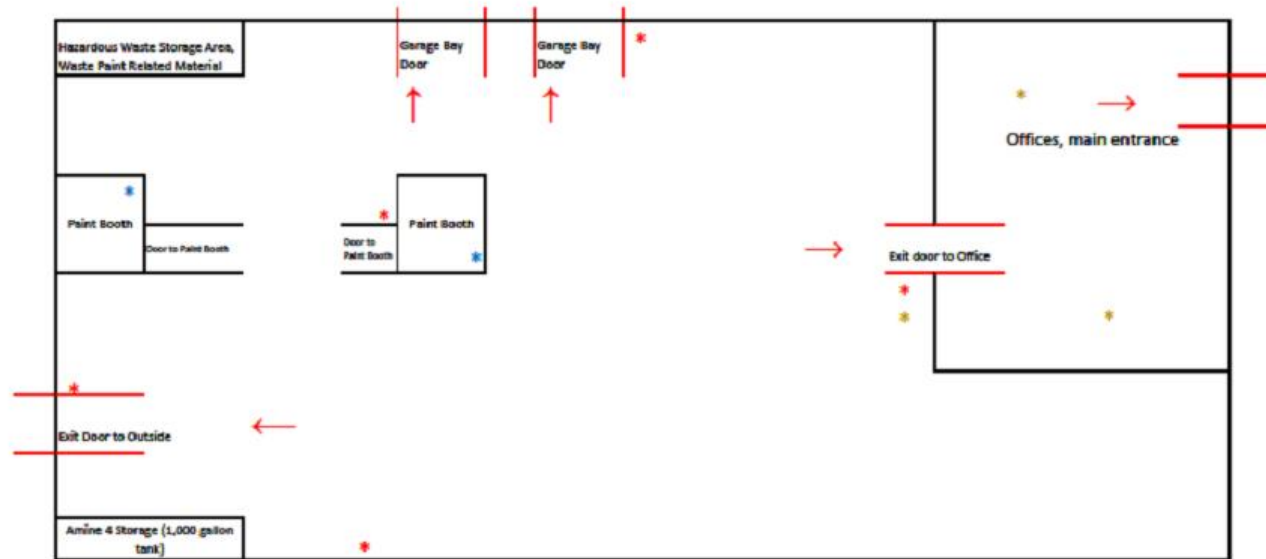 Hazardous Waste Storage Area,
Waste Paint Related Material
Garage Bay
Door
Garage Bay
Door
*
*
Offices, main entrance
*
Paint Booth
Door to Paint Booth
*
Door to
Paint Booth
Paint Booth
*
Exit door to Office
*
*
*
*
Exit Door to Outside
Amine 4 Storage (1,000 gallon
tank)
*